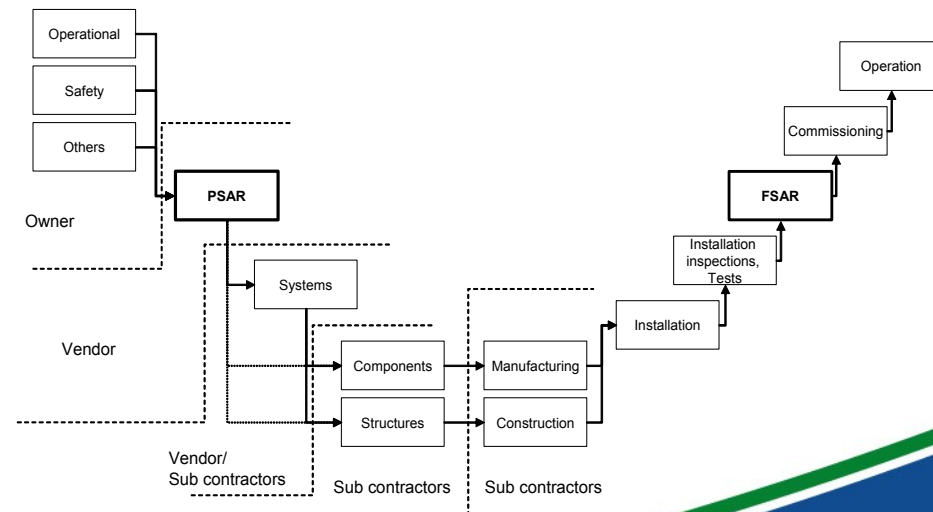 Operational
Safety
Others
Owner
PSAR
Vendor
Systems
Vendor/
Sub contractors
Components
Structures
Sub contractors
Manufacturing
Construction
Sub contractors
Installation
Installation
inspections,
Tests
FSAR
Commissioning
Operation